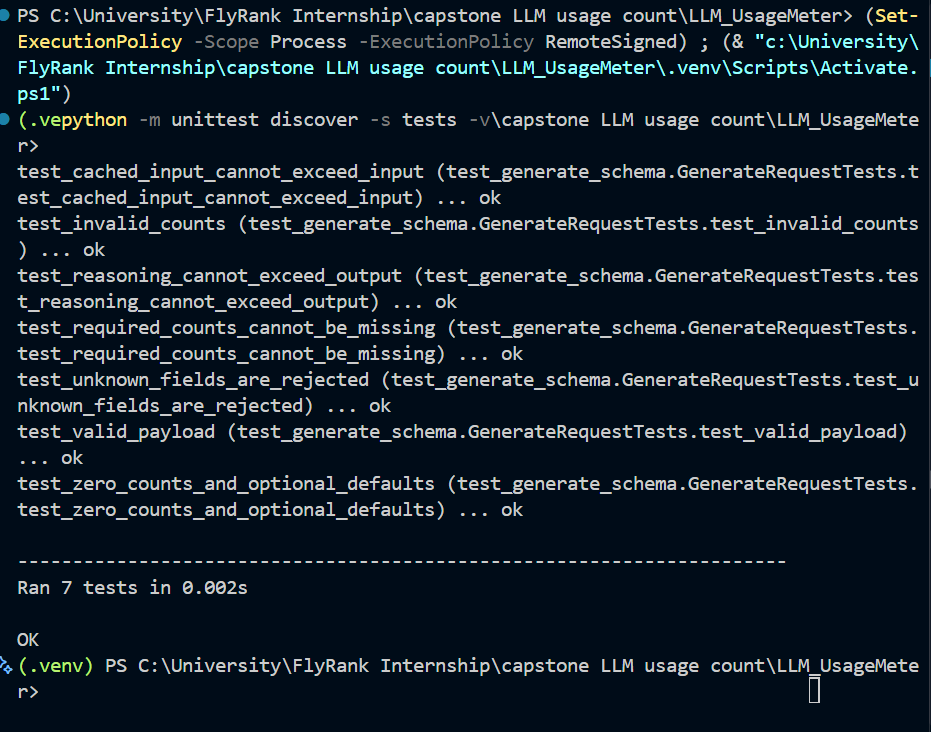 PS C:\University\FlyRank Internship\capstone LLM usage count\LLM_UsageMeter> (Set-
ExecutionPolicy -Scope Process -ExecutionPolicy RemoteSigned) ; (& "c:\University\
FlyRank Internship\capstone LLM usage count\LLM_UsageMeter\.venv\Scripts\Activate.
ps1")
(.vepython -m unittest discover -s tests -v\capstone LLM usage count\LLM_UsageMete
r>
test_cached_input_cannot_exceed_input (test_generate_schema.GenerateRequestTests.t
est_cached_input_cannot_exceed_input) ... ok
test_invalid_counts (test_generate_schema.GenerateRequestTests.test_invalid_counts
) ... ok
test_reasoning_cannot_exceed_output (test_generate_schema.GenerateRequestTests.tes
t_reasoning_cannot_exceed_output) ... ok
test_required_counts_cannot_be_missing (test_generate_schema.GenerateRequestTests.
test_required_counts_cannot_be_missing) ... ok
test_unknown_fields_are_rejected (test_generate_schema.GenerateRequestTests.test_u
nknown_fields_are_rejected) ... ok
test_valid_payload (test_generate_schema.GenerateRequestTests.test_valid_payload)
... ok
test_zero_counts_and_optional_defaults (test_generate_schema.GenerateRequestTests.
test_zero_counts_and_optional_defaults) ... ok
----------------------------------------------------------------------
Ran 7 tests in 0.002s
OK
(.venv) PS C:\University\FlyRank Internship\capstone LLM usage count\LLM_UsageMete
r>